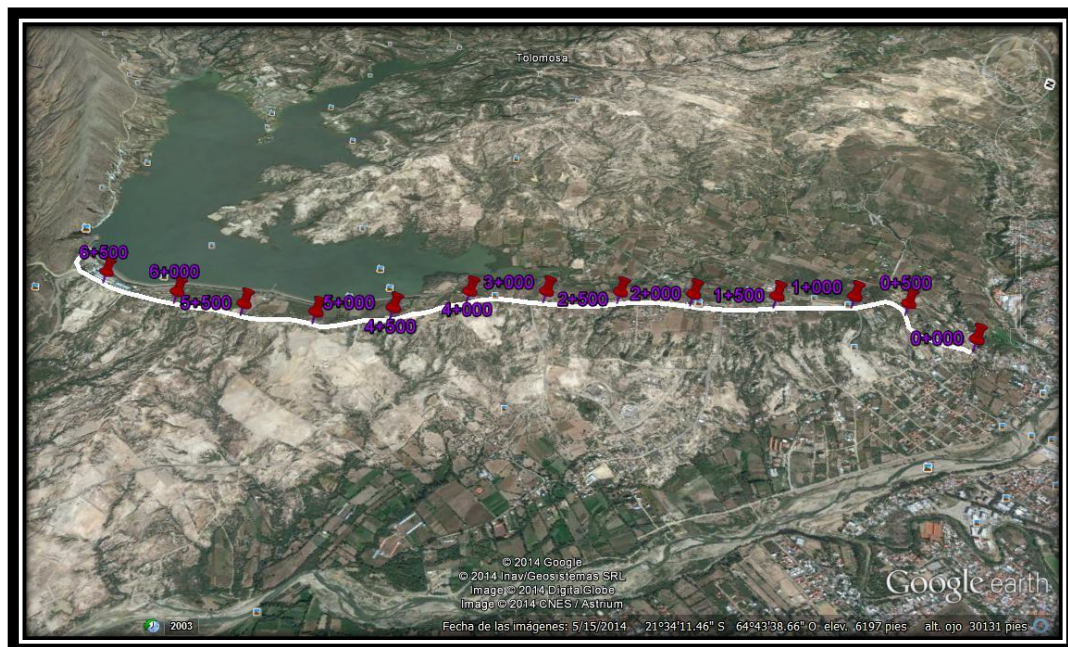 Tolomosa
N
6+500
6+000
5+500
5+000
4+500
4+000
3+000
2+500
2+000
1+500
1+000
0+500
0+000
© 2014 Google
© 2014 Inav/Geosistemas SRL
Image © 2014 DigitalGlobe
Image © 2014 CNES / Astrium
Google earth
2003
Fecha de las imágenes: 5/15/2014 21°34'11.46" S 64°43'38.66" O elev. 6197 pies alt. ojo 30131 pies